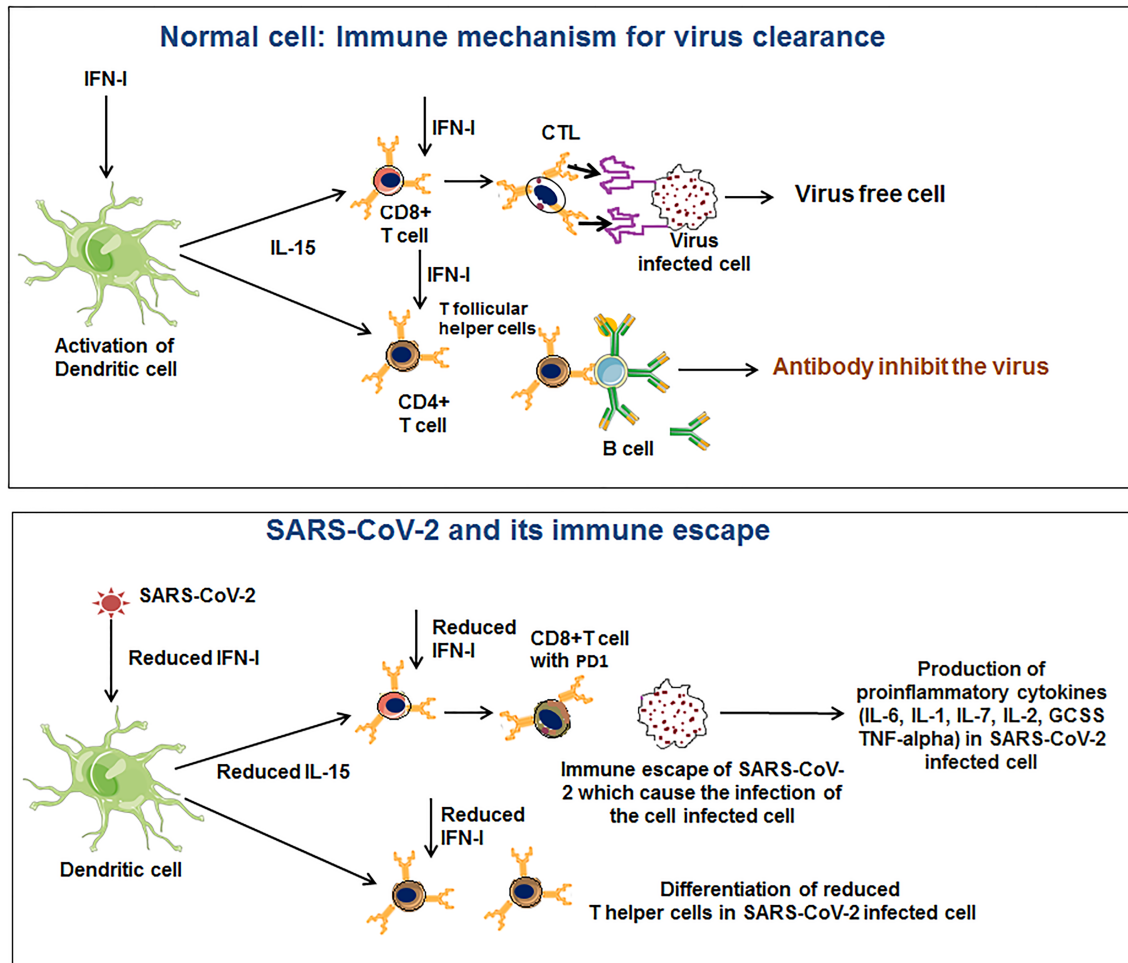 Normal cell: Immune mechanism for virus clearance
IFN-I
IFN-I
CTL
CD8+
T cell
IL-15
Virus
infected cell
Virus free cell
IFN-I
T follicular
helper cells
Activation of
Dendritic cell
CD4+
T cell
B cell
Antibody inhibit the virus
SARS-CoV-2 and its immune escape
SARS-CoV-2
Reduced IFN-I
Reduced
IFN-I
CD8+T cell
with PD1
Reduced IL-15
Immune escape of SARS-CoV-
2 which cause the infection of
the cell infected cell
Production of
proinflammatory cytokines
(IL-6, IL-1, IL-7, IL-2, GCSS
TNF-alpha) in SARS-CoV-2
infected cell
Reduced
IFN-I
Dendritic cell
Differentiation of reduced
T helper cells in SARS-CoV-2 infected cell